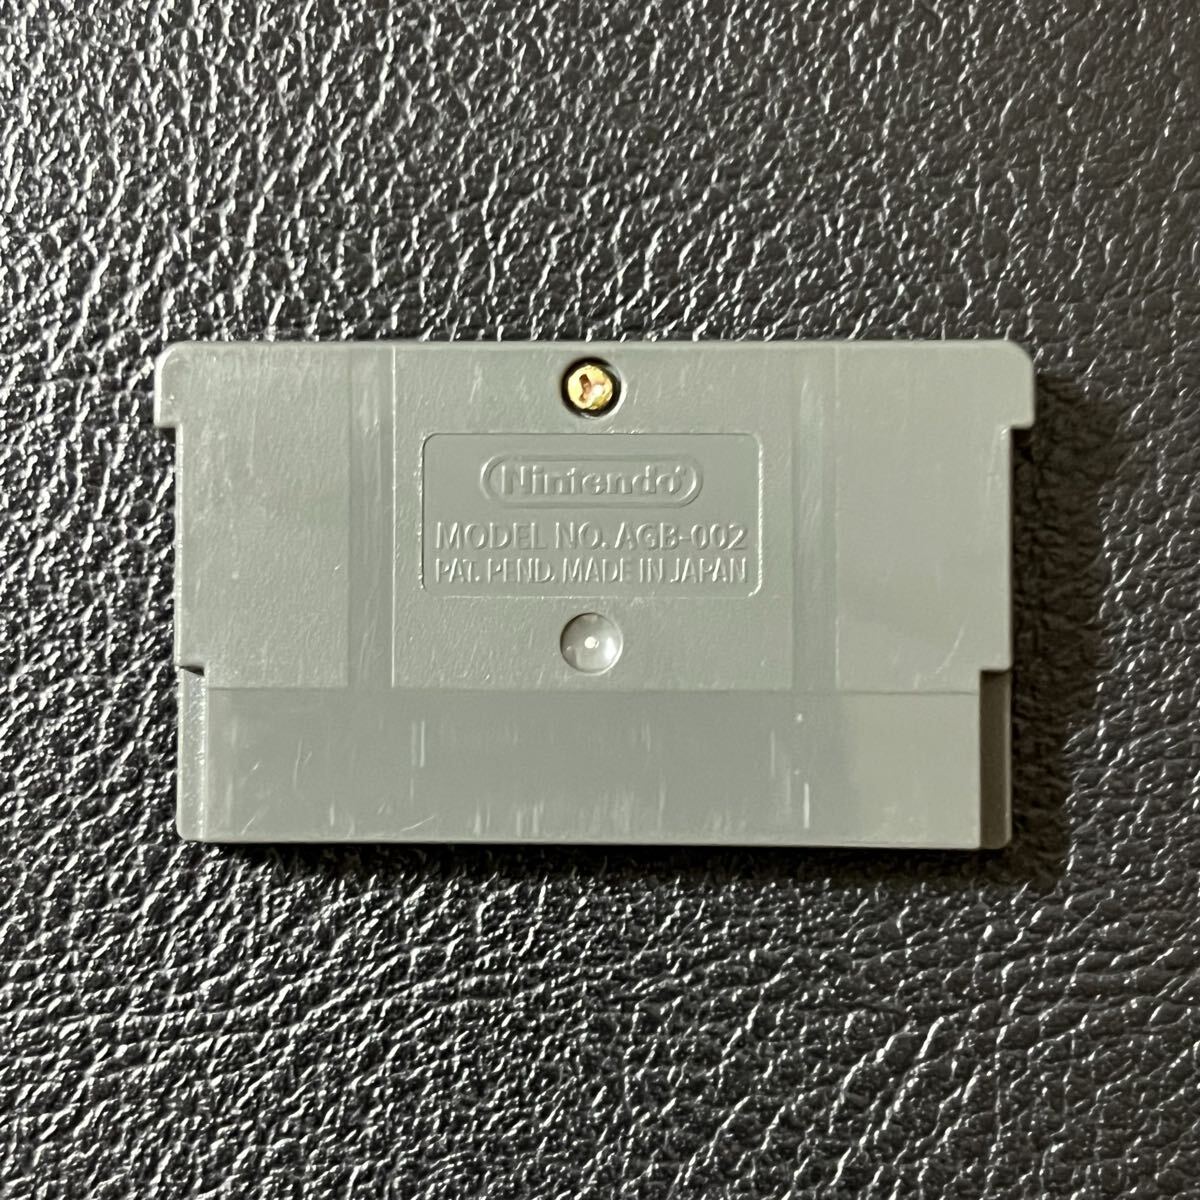 Nintendo®
MODEL NO. AGB-002
PAT. PEND. MADE IN JAPAN